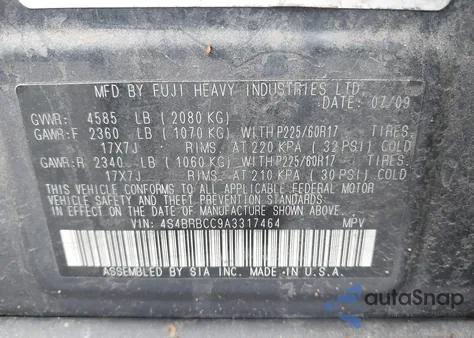 MFD BY FUJI HEAVY INDUSTRIES LTD.
DATE: 07/09
GVWR: 4585 LB (2080 KG)
GAWR:F 2360 LB (1070 KG) WITH P225/60R17
17X7J RIMS, AT 220 KPA (32 PSI) COLD
GAWR:R 2340 LB (1060 KG) WITH P225/60R17
17X7J RIMS, AT 210 KPA (30 PSI) COLD
THIS VEHICLE CONFORMS TO ALL APPLICABLE FEDERAL MOTOR
VEHICLE SAFETY AND THEFT PREVENTION STANDARDS
IN EFFECT ON THE DATE OF MANUFACTURE SHOWN ABOVE.
VIN: 4S4BRBCC9A3317464 MPV
ASSEMBLED BY SIA INC. MADE IN U.S.A.
autaSnap